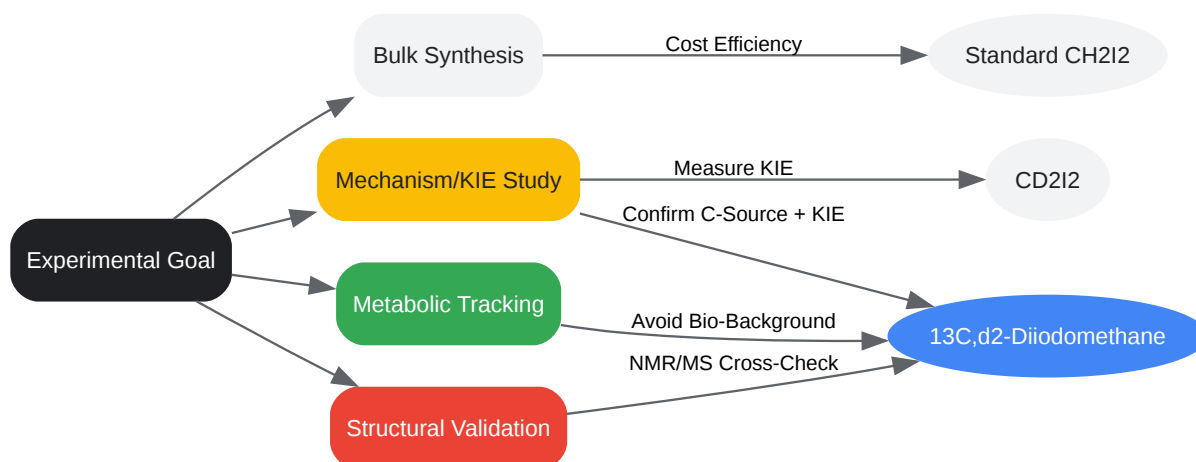 Bulk Synthesis
Cost Efficiency
Standard CH2I2
Mechanism/KIE Study
Measure KIE
CD2I2
Confirm C-Source + KIE
Experimental Goal
Metabolic Tracking
Avoid Bio-Background
13C,d2-Diiodomethane
NMR/MS Cross-Check
Structural Validation